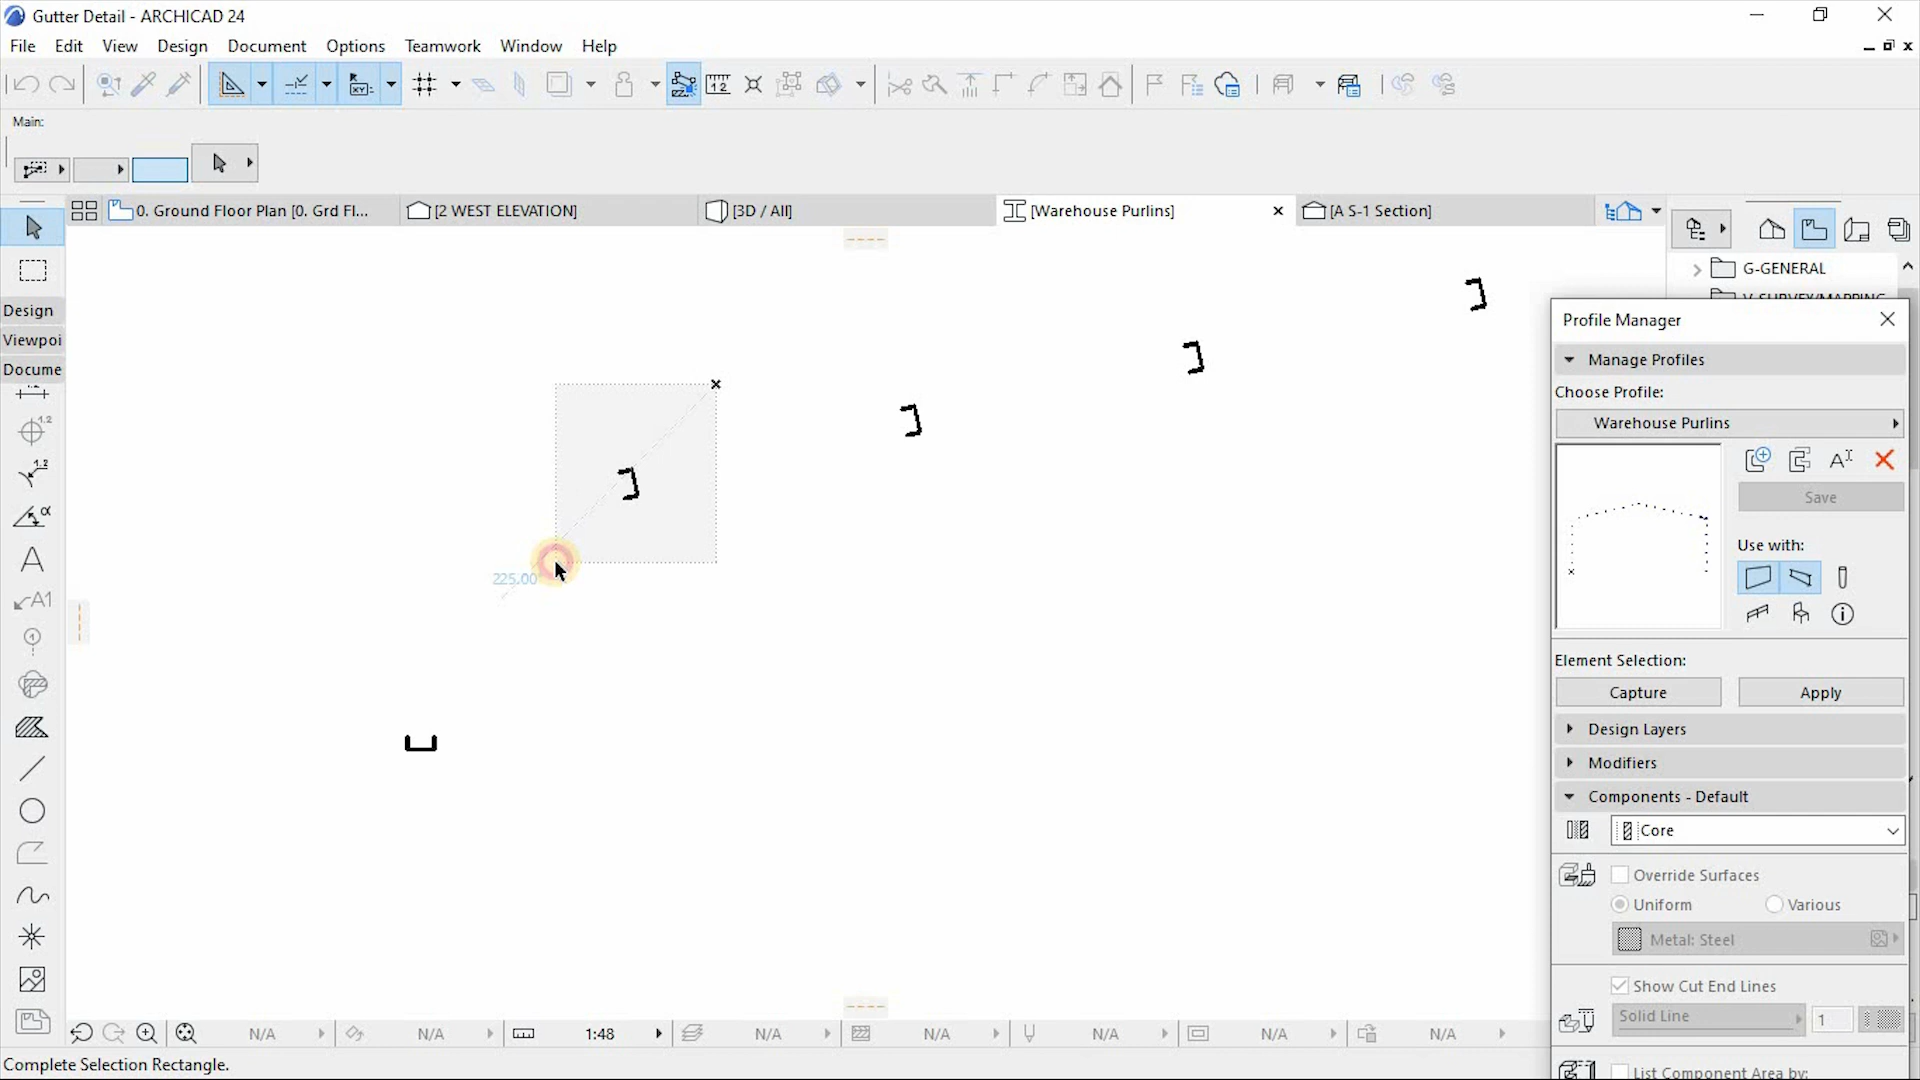 Gutter Detail - ARCHICAD 24
File Edit View Design Document Options Teamwork Window Help
Main:
0. Ground Floor Plan [0. Grd Fl...
[2 WEST ELEVATION]
[3D / All]
[Warehouse Purlins]
[A S-1 Section]
G-GENERAL
V-SURVEY/MAPPING
Design
Viewpoi
Docume
Profile Manager
Manage Profiles
Choose Profile:
Warehouse Purlins
Save
Use with:
Element Selection:
Capture
Apply
Design Layers
Modifiers
Components - Default
Core
Override Surfaces
Uniform
Various
Metal: Steel
Show Cut End Lines
Solid Line
1
List Component Area by:
225.00
N/A
N/A
1:48
N/A
N/A
N/A
N/A
N/A
Complete Selection Rectangle.